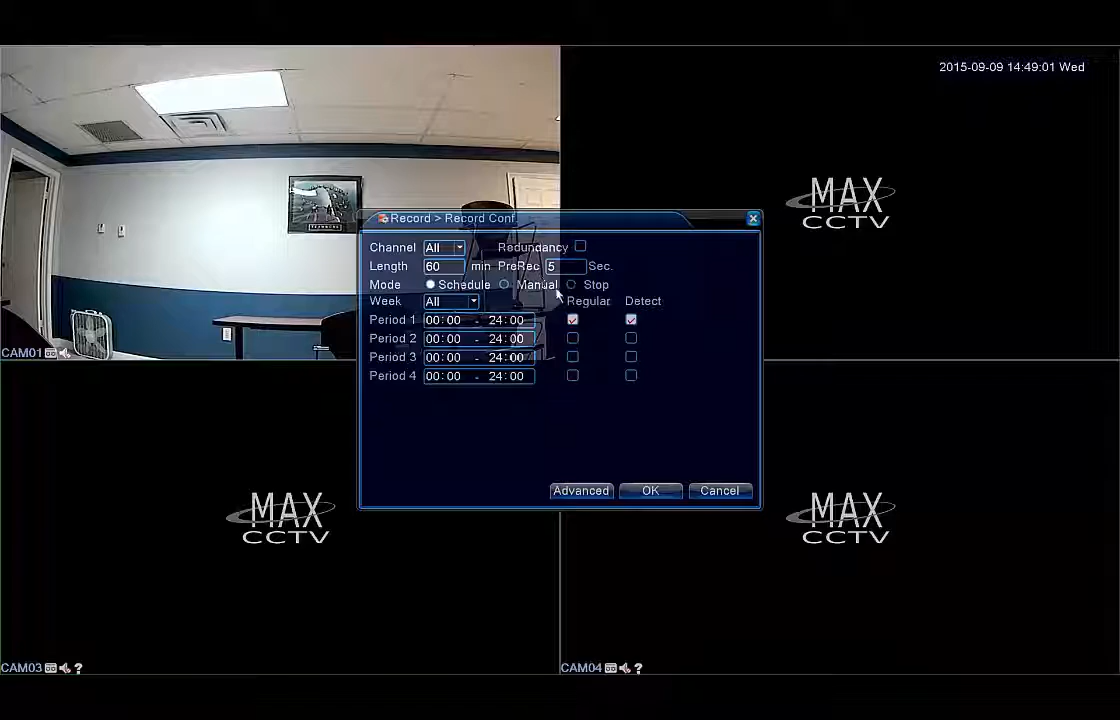 2015-09-09 14:49:01 Wed
MAX
CCTV
Record > Record Conf.
Channel All Redundancy
Length 60 min PreRec 5 Sec.
Mode Schedule Manual Stop
Week All Regular Detect
Period 1 00:00 - 24:00
Period 2 00:00 - 24:00
Period 3 00:00 - 24:00
Period 4 00:00 - 24:00
CAM01
Advanced OK Cancel
MAX
CCTV
MAX
CCTV
CAM03 ?
CAM04 ?